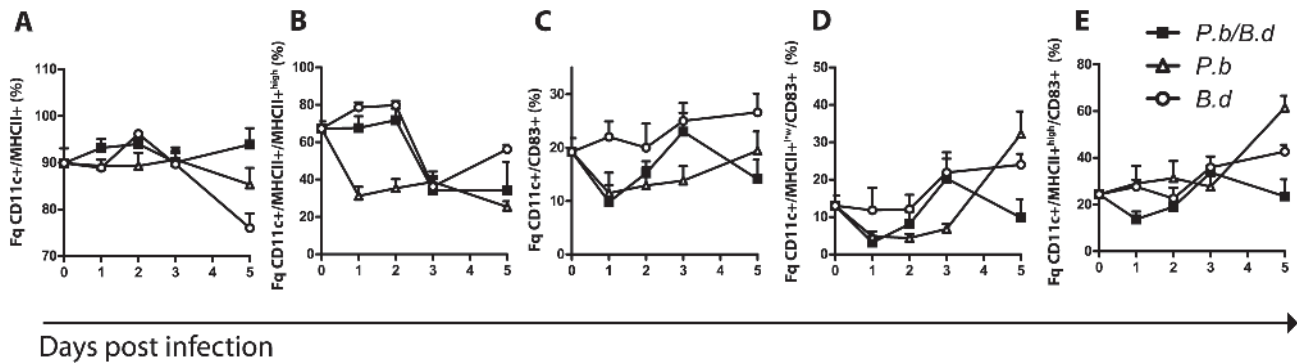 A
B
C
D
E
P.b/B.d
P.b
B.d
Fq CD11c+/MHCII+ (%)
110
100
90
80
70
0 1 2 3 4 5
Fq CD11c+/MHCII+/MHCII+high (%)
100
80
60
40
20
0
0 1 2 3 4 5
Fq CD11c+/CD83+ (%)
30
20
10
0
0 1 2 3 4 5
Fq CD11c+/MHCII+low/CD83+ (%)
50
40
30
20
10
0
0 1 2 3 4 5
Fq CD11c+/MHCII+high/CD83+ (%)
80
60
40
20
0
0 1 2 3 4 5
Days post infection